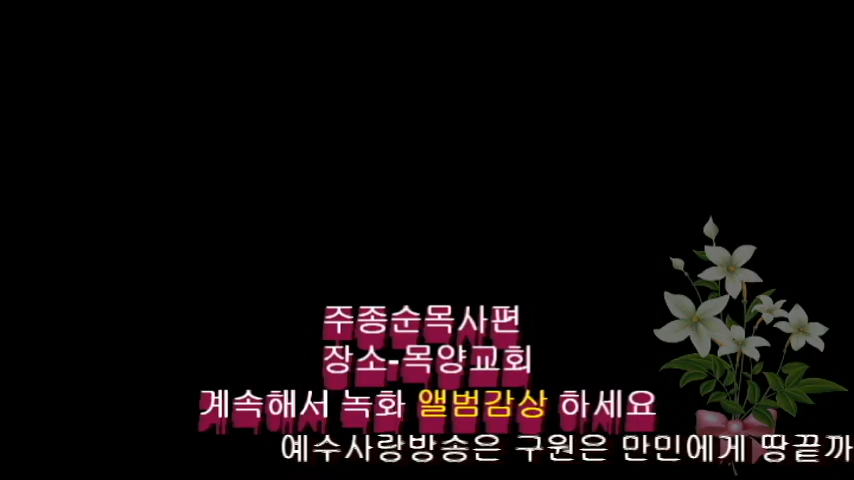 주종순목사편
장소-목양교회
계속해서 녹화 앨범감상 하세요
예수사랑방송은 구원은 만민에게 땅끝까